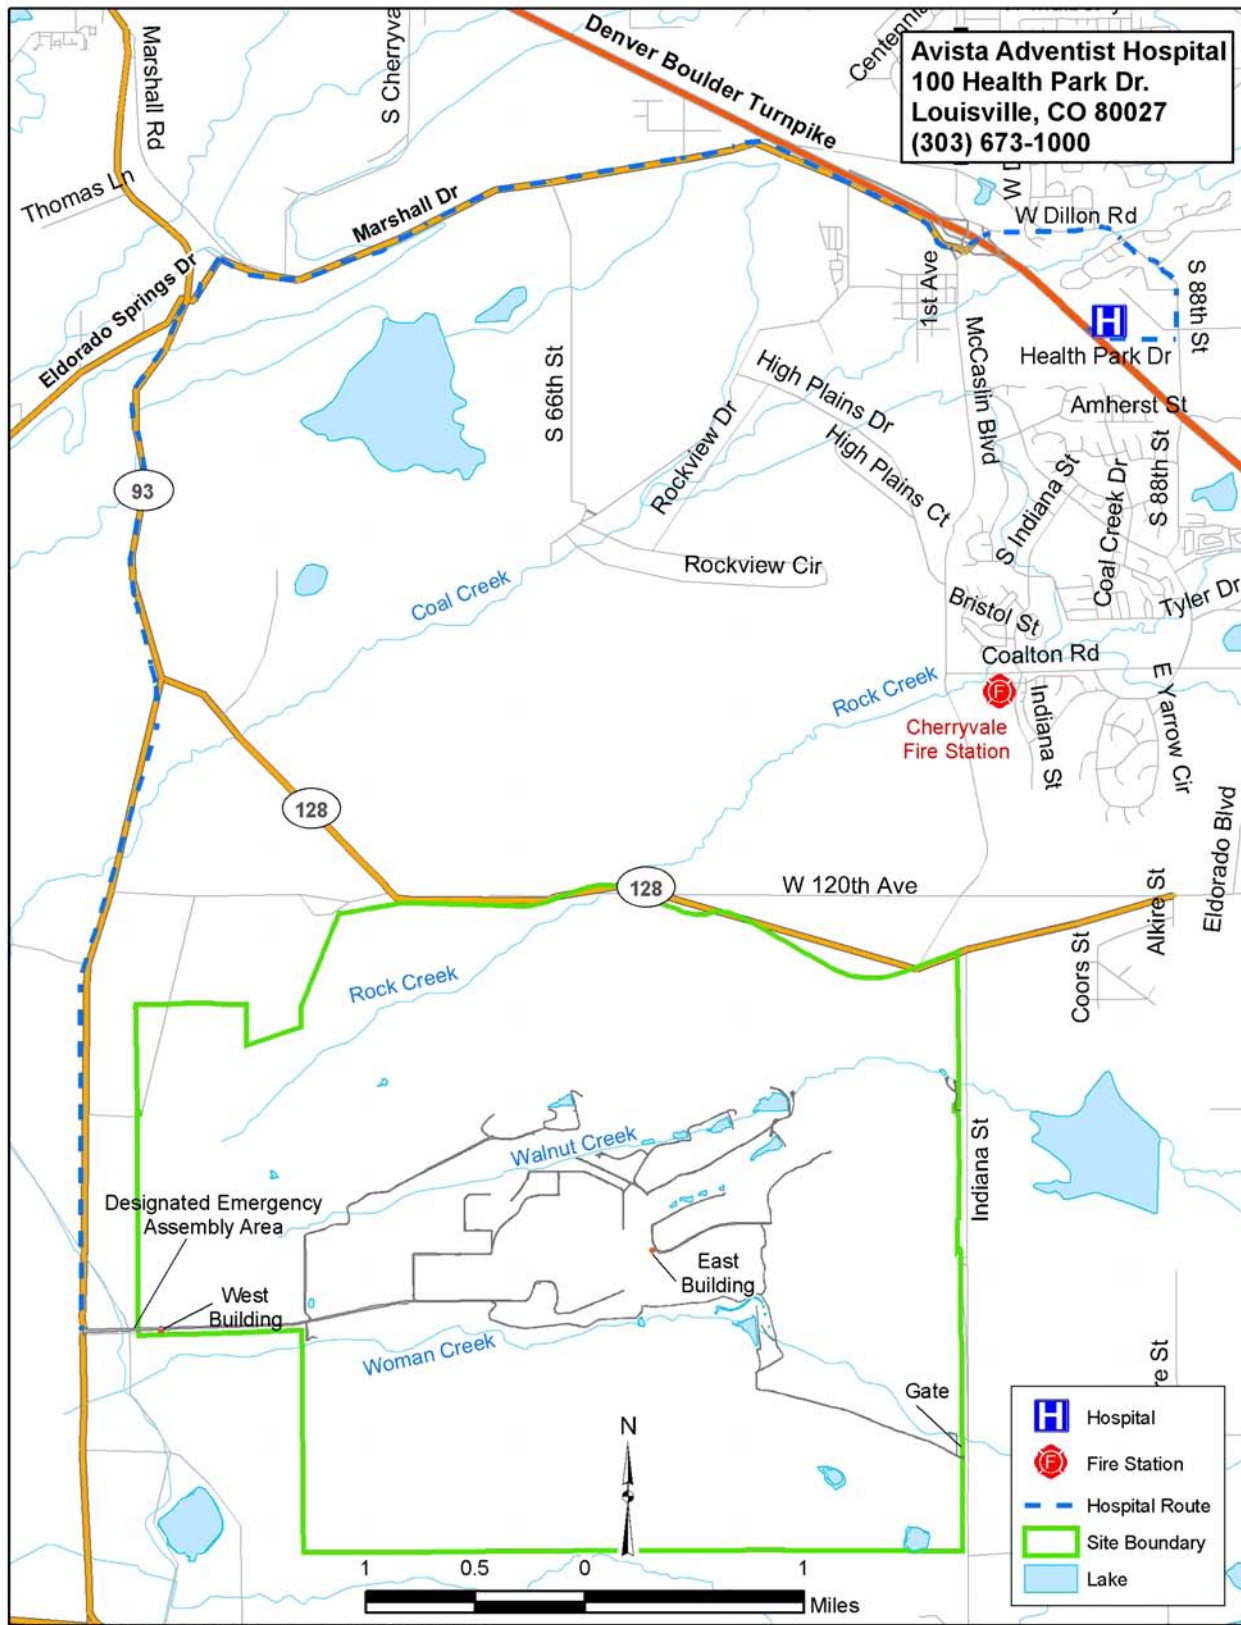 Avista Adventist Hospital
100 Health Park Dr.
Louisville, CO 80027
(303) 673-1000
Denver Boulder Turnpike
Marshall Rd
S Cherryva
Centennia
Thomas Ln
Marshall Dr
W D
W Dillon Rd
Eldorado Springs Dr
1st Ave
S 88th St
McCaslin Blvd
H
Health Park Dr
S 66th St
High Plains Dr
Amherst St
Rockview Dr
High Plains Ct
93
S Indiana St
Coal Creek Dr
S 88th St
Rockview Cir
Coal Creek
Bristol St
Tyler Dr
Coalton Rd
Rock Creek
F
Cherryvale
Fire Station
Indiana St
E Yarrow Cir
128
Eldorado Blvd
128
W 120th Ave
Alkire St
Coors St
Rock Creek
Walnut Creek
Indiana St
Designated Emergency
Assembly Area
East
Building
West
Building
Woman Creek
re St
Gate
N
H Hospital
F Fire Station
Hospital Route
Site Boundary
Lake
1 0.5 0 1
Miles